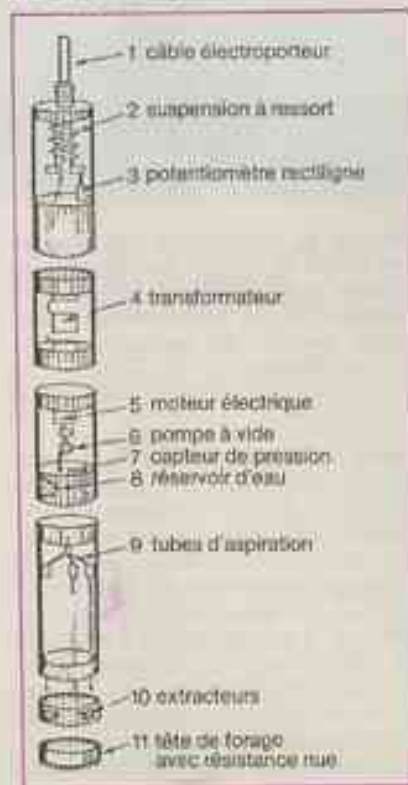 1 câble électroporteur
2 suspension à ressort
3 potentiomètre rectiligne
4 transformateur
5 moteur électrique
6 pompe à vide
7 capteur de pression
8 réservoir d'eau
9 tubes d'aspiration
10 extracteurs
11 tête de forage
avec résistance nue